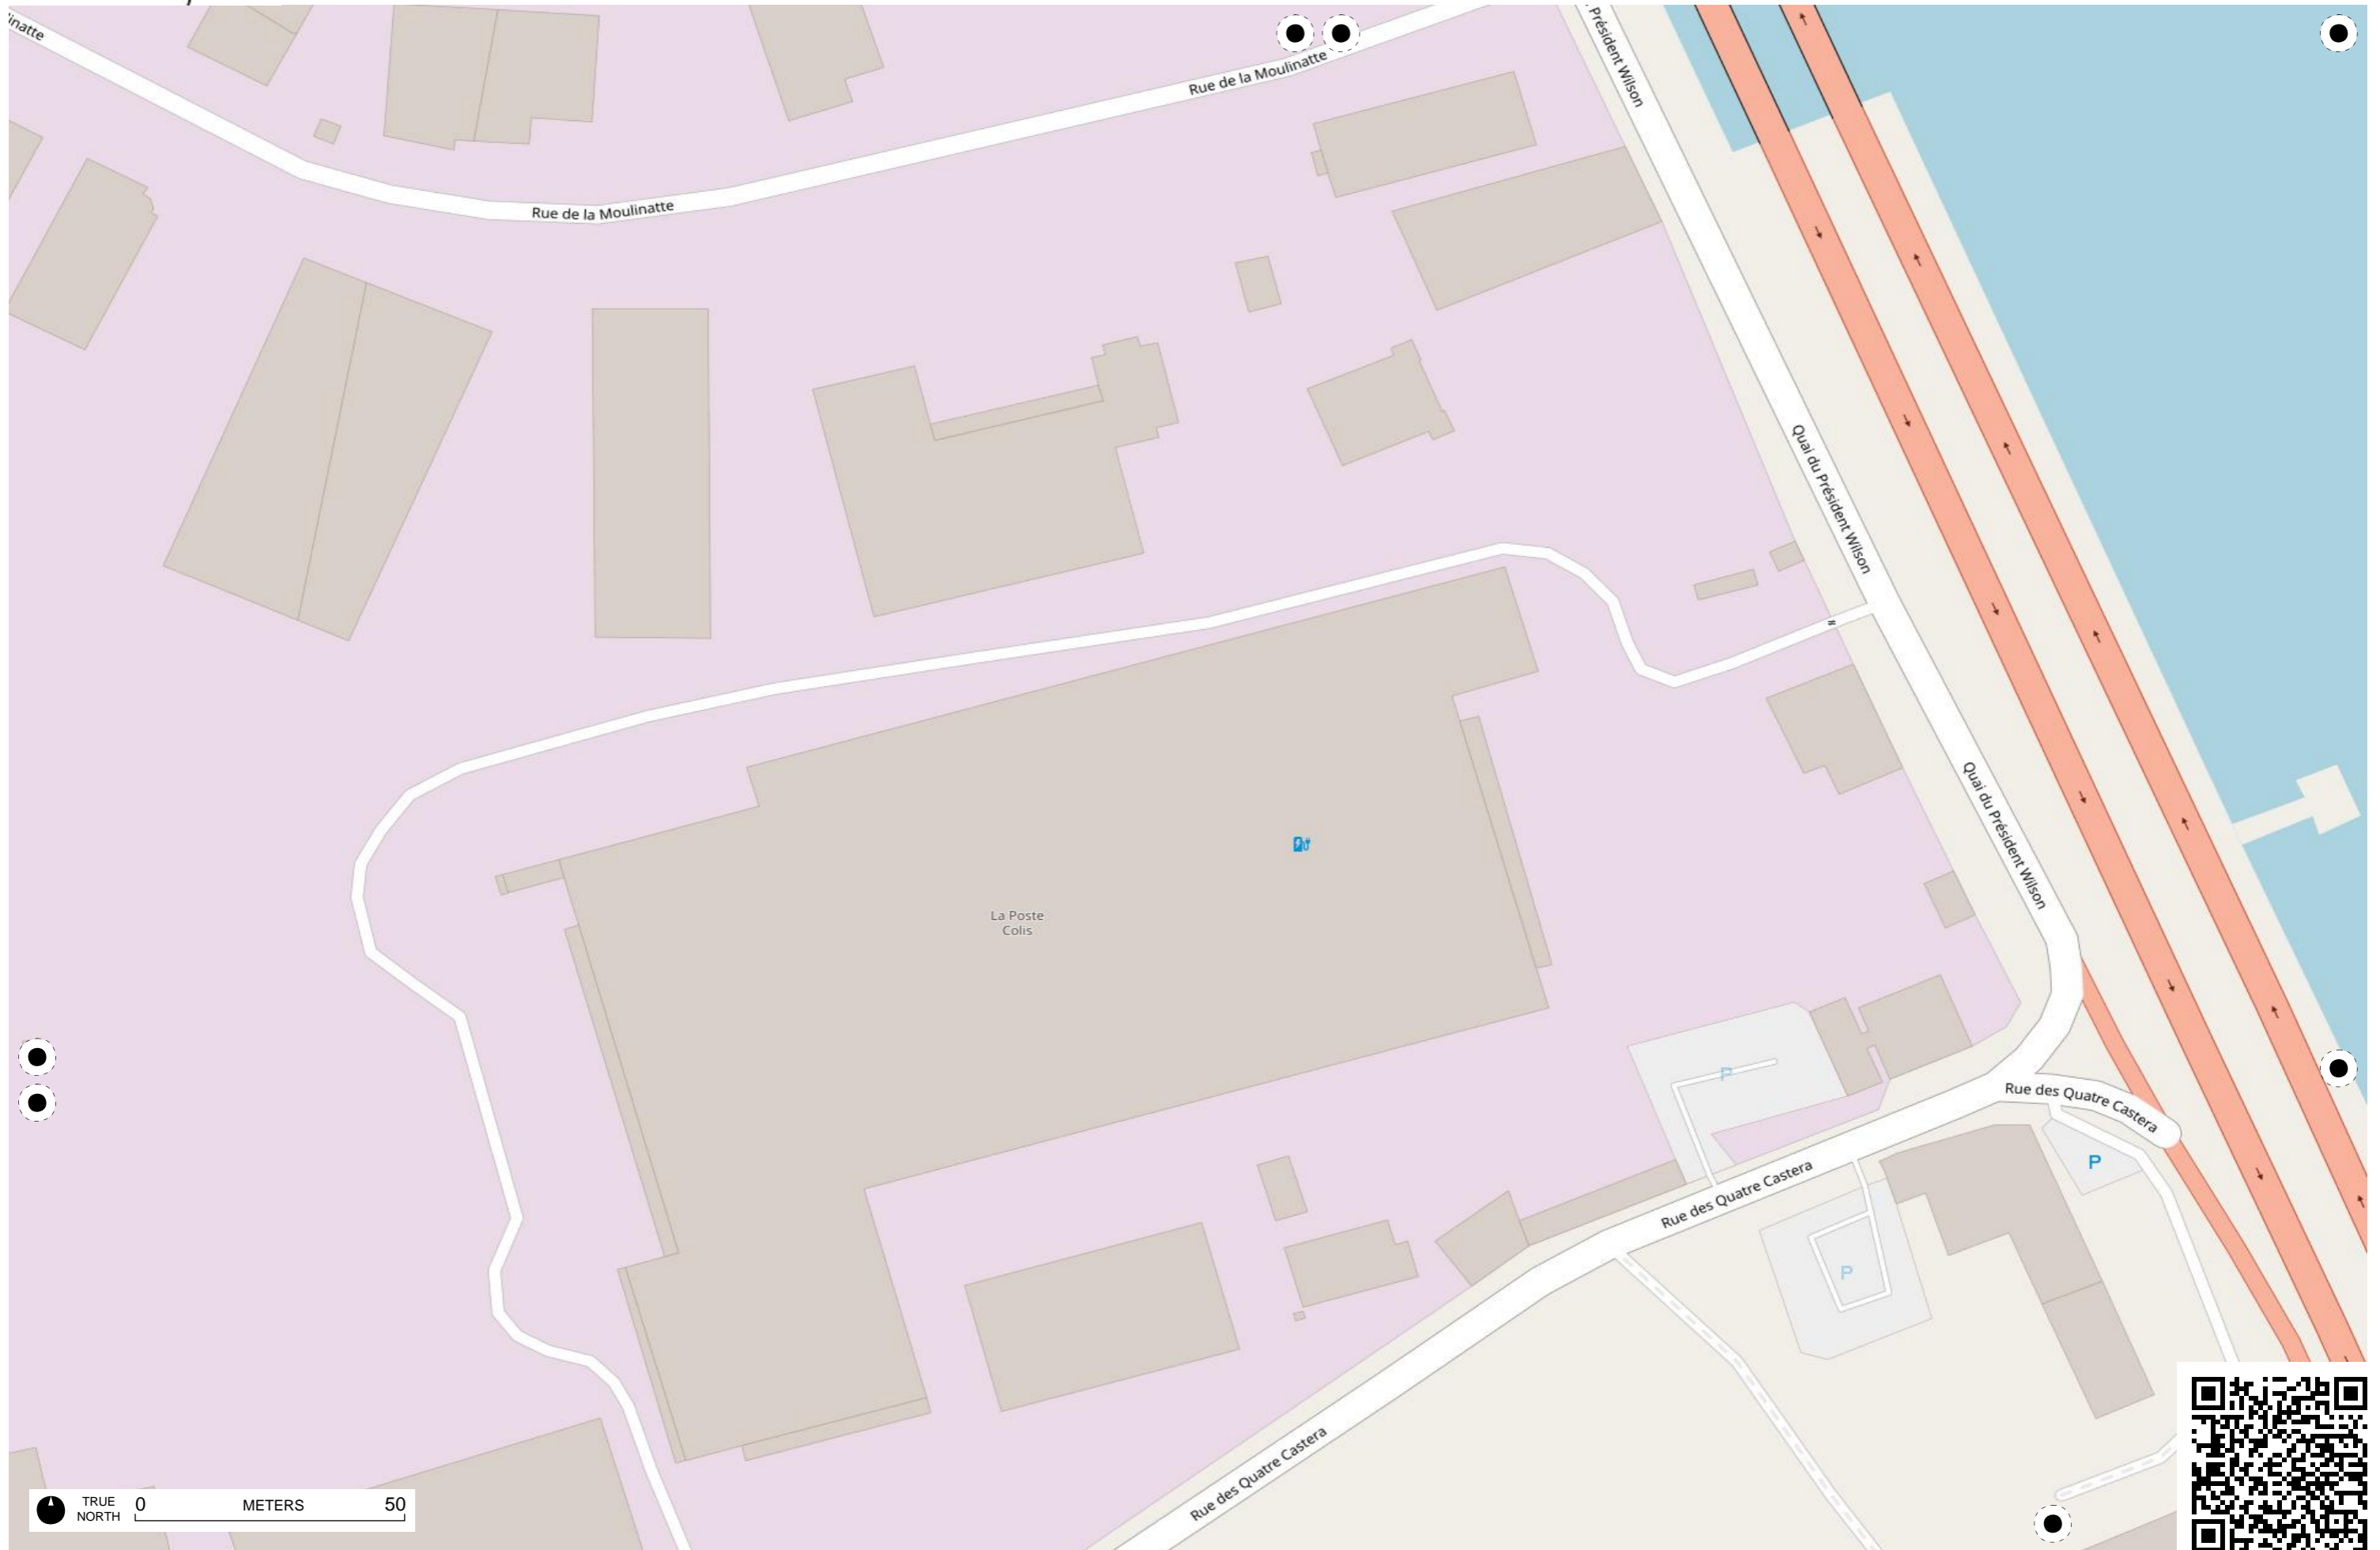 Rue de la Moulinatte
Président Wilson
Rue de la Moulinatte
Quai du Président Wilson
Quai du Président Wilson
La Poste
Colis
P
Rue des Quatre Castera
P
Rue des Quatre Castera
P
Rue des Quatre Castera
TRUE
NORTH
0
METERS
50